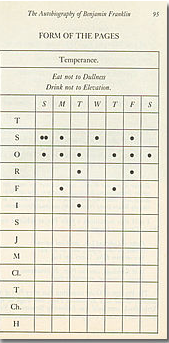 The Autobiography of Benjamin Franklin 95
FORM OF THE PAGES
Temperance.
Eat not to Dullness
Drink not to Elevation.
S M T W T F S
T
S
O
R
F
I
S
J
M
Cl.
T
Ch.
H